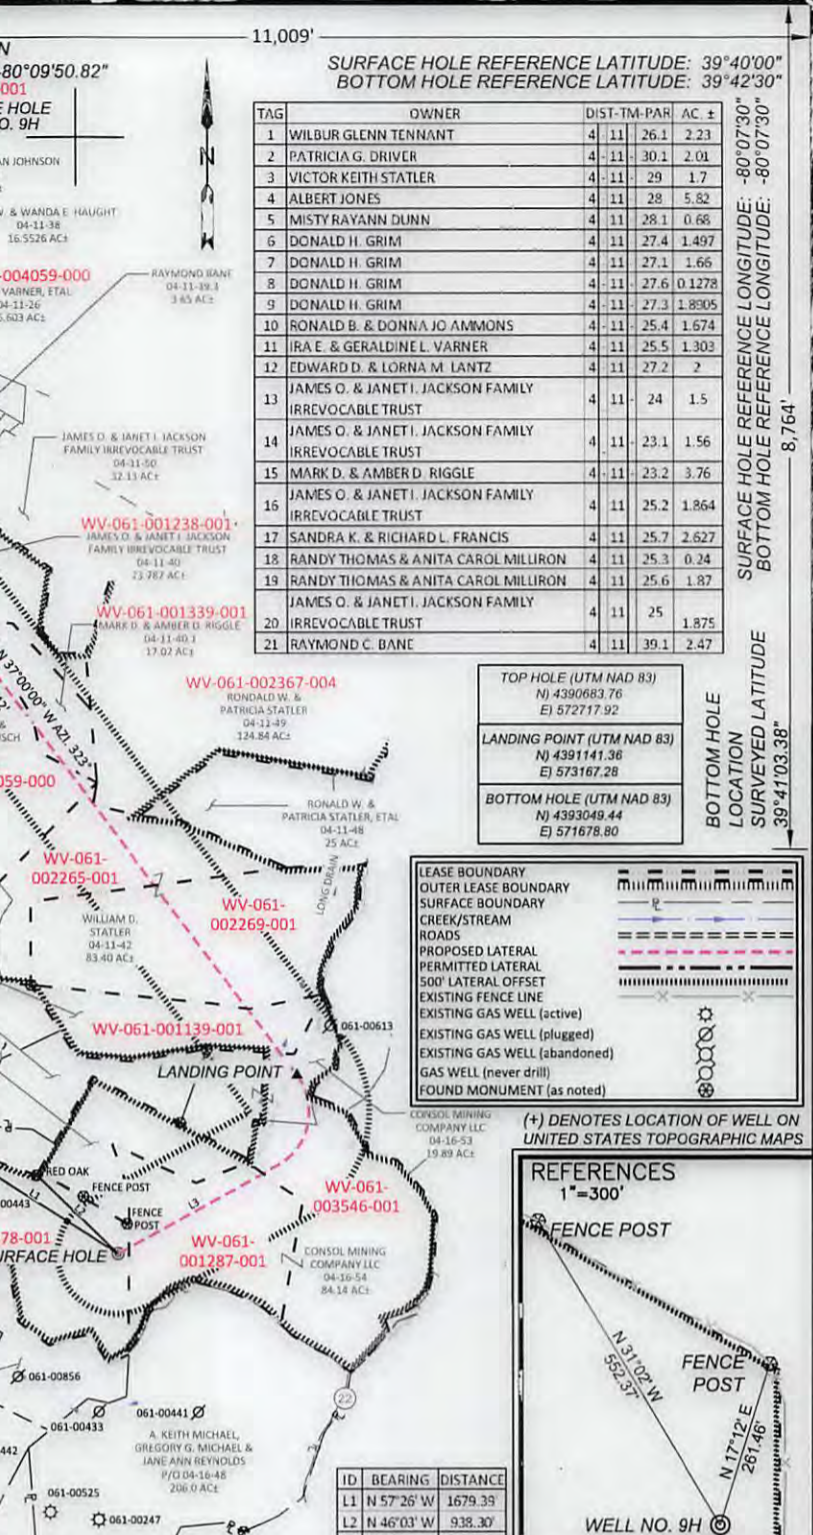 11,009'
N
-80°09'50.82"
001
E HOLE
O. 9H
SURFACE HOLE REFERENCE LATITUDE: 39°40'00"
BOTTOM HOLE REFERENCE LATITUDE: 39°42'30"
AN JOHNSON
& WANDA E HAUGHT
04-11-38
16.5526 AC±
-004059-000
VARNER, ETAL
04-11-26
5.603 AC±
N
RAYMOND BANE
04-11-39.1
3.65 AC±
TAG OWNER DIST-TM-PAR AC. ±
1 WILBUR GLENN TENNANT 4 - 11 - 26.1 2.23
2 PATRICIA G. DRIVER 4 - 11 - 30.1 2.01
3 VICTOR KEITH STATLER 4 - 11 - 29 1.7
4 ALBERT JONES 4 - 11 - 28 5.82
5 MISTY RAYANN DUNN 4 - 11 - 28.1 0.68
6 DONALD H. GRIM 4 - 11 - 27.4 1.497
7 DONALD H. GRIM 4 - 11 - 27.1 1.66
8 DONALD H. GRIM 4 - 11 - 27.6 0.1278
9 DONALD H. GRIM 4 - 11 - 27.3 1.8905
10 RONALD B. & DONNA JO AMMONS 4 - 11 - 25.4 1.674
11 IRA E. & GERALDINE L. VARNER 4 - 11 - 25.5 1.303
12 EDWARD D. & LORNA M. LANTZ 4 - 11 - 27.2 2
13 JAMES O. & JANET I. JACKSON FAMILY
IRREVOCABLE TRUST 4 11 - 24 1.5
14 JAMES O. & JANET I. JACKSON FAMILY
IRREVOCABLE TRUST 4 - 11 - 23.1 1.56
15 MARK D. & AMBER D. RIGGLE 4 - 11 - 23.2 3.76
16 JAMES O. & JANET I. JACKSON FAMILY
IRREVOCABLE TRUST 4 11 25.2 1.864
17 SANDRA K. & RICHARD L. FRANCIS 4 11 25.7 2.627
18 RANDY THOMAS & ANITA CAROL MILLIRON 4 11 25.3 0.24
19 RANDY THOMAS & ANITA CAROL MILLIRON 4 11 25.6 1.87
20 JAMES O. & JANET I. JACKSON FAMILY
IRREVOCABLE TRUST 4 11 25 1.875
21 RAYMOND C. BANE 4 11 39.1 2.47
SURFACE HOLE REFERENCE LONGITUDE: -80°07'30"
BOTTOM HOLE REFERENCE LONGITUDE: -80°07'30"
8,764'
JAMES O. & JANET I. JACKSON
FAMILY IRREVOCABLE TRUST
04-11-50
32.13 AC±
WV-061-001238-001
JAMES O. & JANET I. JACKSON
FAMILY IRREVOCABLE TRUST
04-11-40
23.787 AC±
WV-061-001339-001
MARK D. & AMBER D. RIGGLE
04-11-40.1
17.02 AC±
N 37°00'00" W AZI. 323°
059-000
WV-061-002367-004
RONDALD W. &
PATRICIA STATLER
04-11-49
124.84 AC±
TOP HOLE (UTM NAD 83)
N) 4390683.76
E) 572717.92
LANDING POINT (UTM NAD 83)
N) 4391141.36
E) 573167.28
BOTTOM HOLE (UTM NAD 83)
N) 4393049.44
E) 571678.80
BOTTOM HOLE
LOCATION
SURVEYED LATITUDE
39°41'03.38"
RONALD W. &
PATRICIA STATLER, ETAL
04-11-48
25 AC±
LONG DRAIN
WV-061-
002265-001
WV-061-
002269-001
WILLIAM D.
STATLER
04-11-42
83.40 AC±
LEASE BOUNDARY
OUTER LEASE BOUNDARY
SURFACE BOUNDARY
CREEK/STREAM
ROADS
PROPOSED LATERAL
PERMITTED LATERAL
500' LATERAL OFFSET
EXISTING FENCE LINE
EXISTING GAS WELL (active)
EXISTING GAS WELL (plugged)
EXISTING GAS WELL (abandoned)
GAS WELL (never drill)
FOUND MONUMENT (as noted)
WV-061-001139-001
061-00613
LANDING POINT
CONSOL MINING
COMPANY LLC
04-16-53
19.89 AC±
(+) DENOTES LOCATION OF WELL ON
UNITED STATES TOPOGRAPHIC MAPS
RED OAK
FENCE POST
FENCE
POST
L1
L2
L3
00443
78-001
URFACE HOLE
WV-061-
003546-001
WV-061-
001287-001
CONSOL MINING
COMPANY LLC
04-16-54
84.14 AC±
REFERENCES
1"=300'
FENCE POST
N 31°02' W
552.37'
FENCE
POST
N 17°12' E
261.46'
WELL NO. 9H
061-00856
061-00433
061-00441
442
22
A. KEITH MICHAEL,
GREGORY G. MICHAEL &
JANE ANN REYNOLDS
P/O 04-16-48
206.0 AC±
061-00525
061-00247
ID BEARING DISTANCE
L1 N 57°26' W 1679.39'
L2 N 46°03' W 938.30'